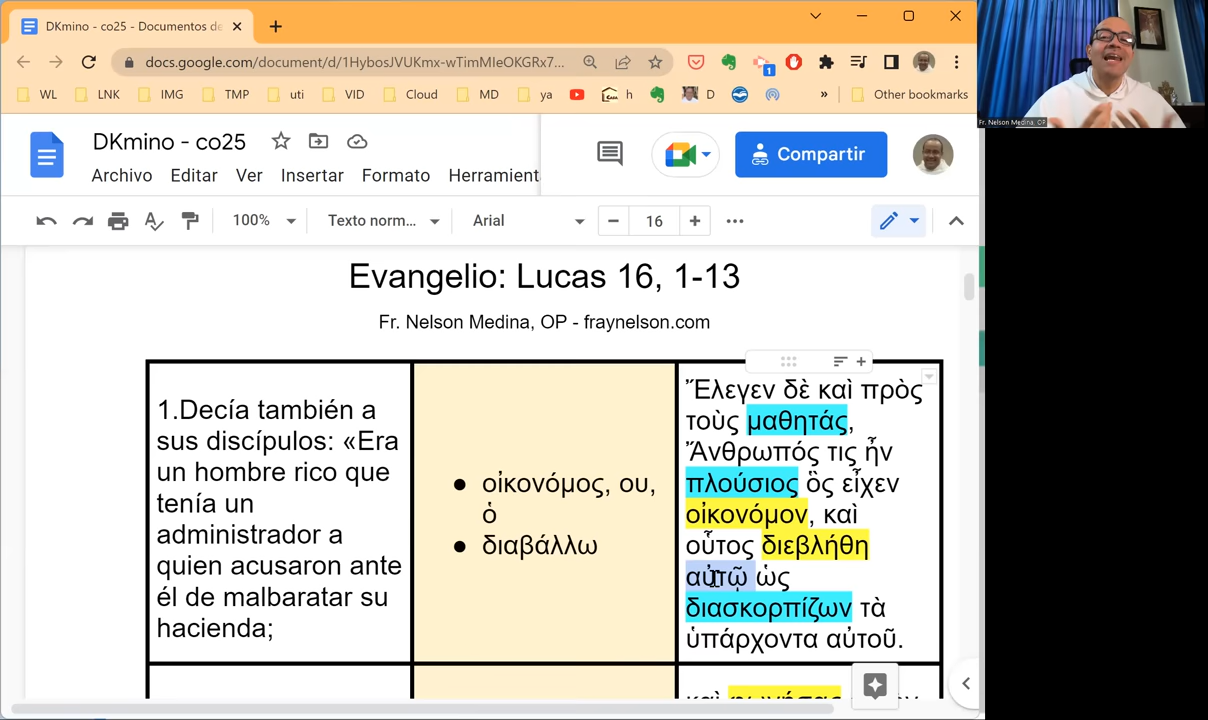 DKmino - co25 - Documentos de
docs.google.com/document/d/1HybosJVUKmx-wTimMIeOKGRx7...
WL LNK IMG TMP uti VID Cloud MD ya h D » Other bookmarks
DKmino - co25
Archivo Editar Ver Insertar Formato Herramient
Compartir
100% Texto norm... Arial 16
Evangelio: Lucas 16, 1-13
Fr. Nelson Medina, OP - fraynelson.com
1.Decía también a
sus discípulos: «Era
un hombre rico que
tenía un
administrador a
quien acusaron ante
él de malbaratar su
hacienda;
● οἰκονόμος, ου,
ὁ
● διαβάλλω
Ἔλεγεν δὲ καὶ πρὸς
τοὺς μαθητάς,
Ἄνθρωπός τις ἦν
πλούσιος ὃς εἶχεν
οἰκονόμον, καὶ
οὗτος διεβλήθη
αὐτῷ ὡς
διασκορπίζων τὰ
ὑπάρχοντα αὐτοῦ.
Fr. Nelson Medina, OP
1